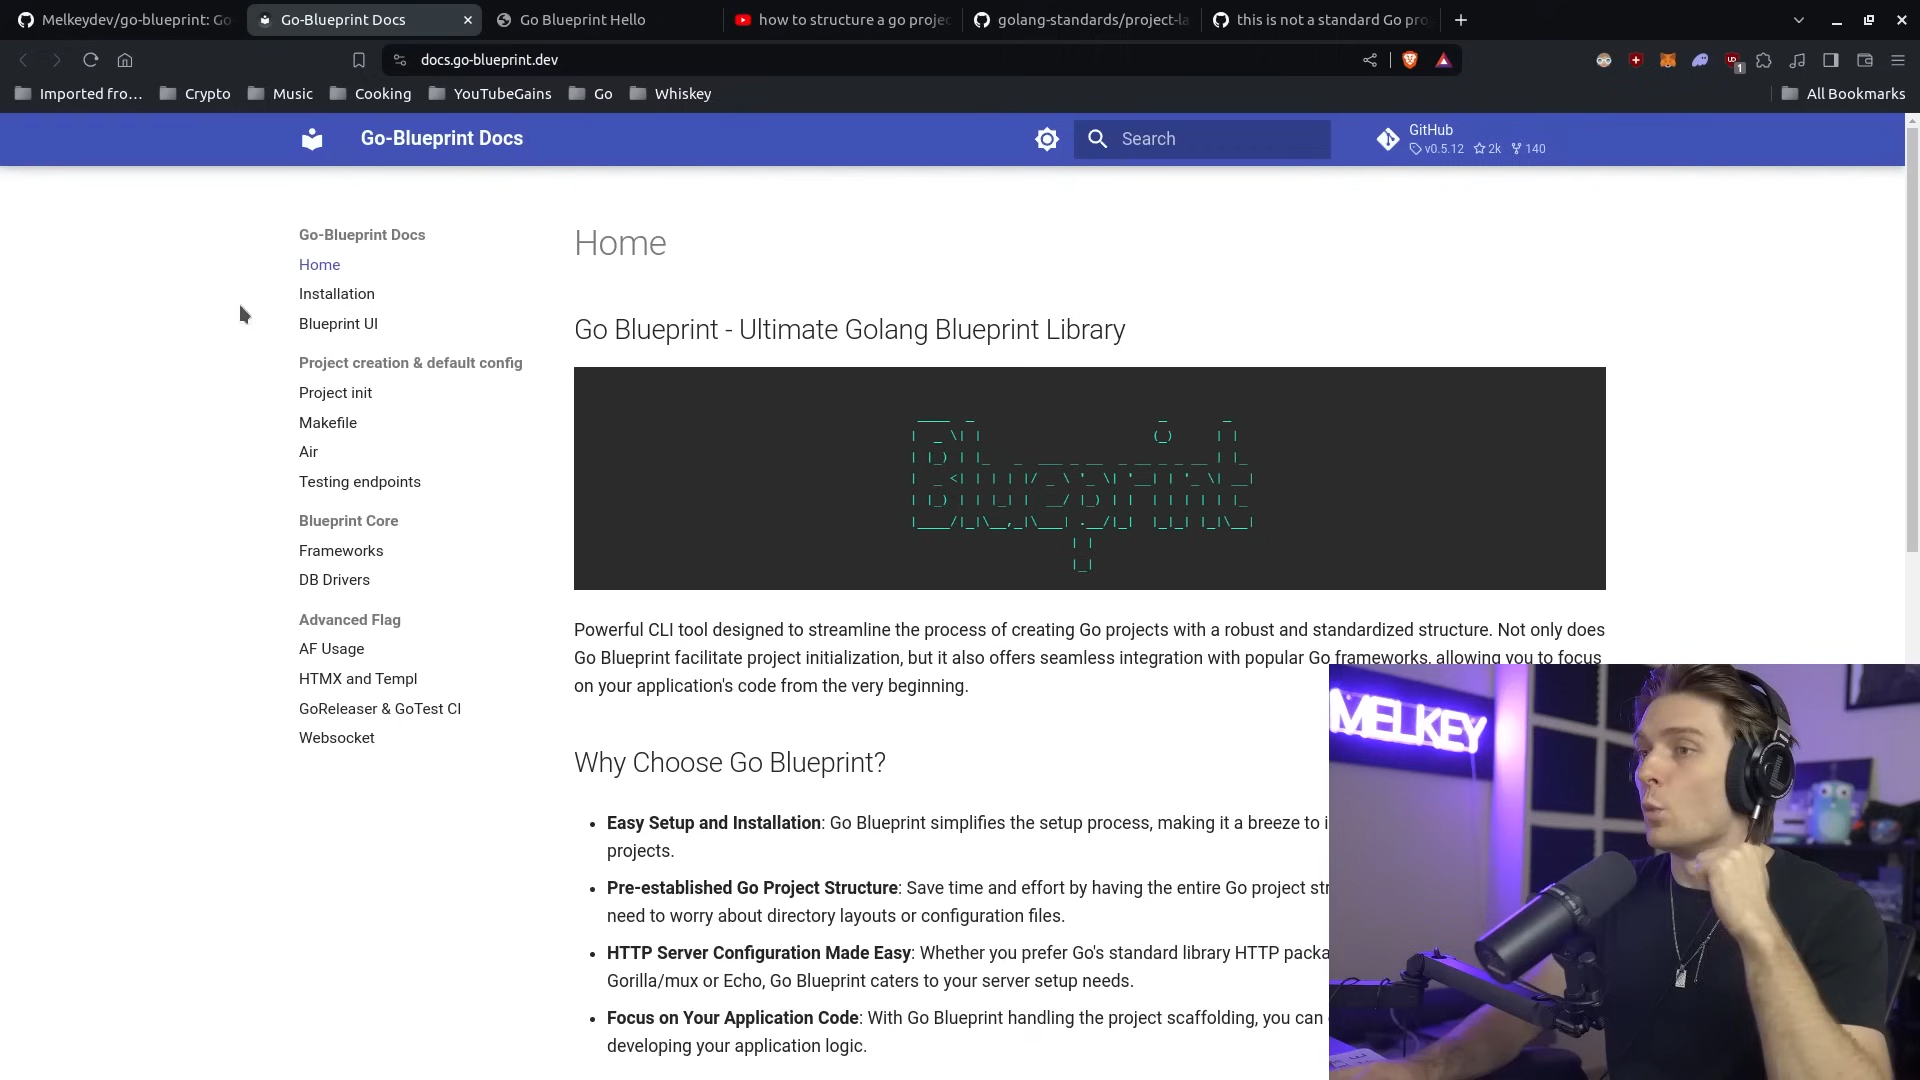 Melkeydev/go-blueprint: Go
Go-Blueprint Docs
Go Blueprint Hello
how to structure a go projec
golang-standards/project-la
this is not a standard Go pro
docs.go-blueprint.dev
1
Imported fro...
Crypto
Music
Cooking
YouTubeGains
Go
Whiskey
All Bookmarks
Go-Blueprint Docs
Search
GitHub
v0.5.12 2k 140
Go-Blueprint Docs
Home
Installation
Blueprint UI
Project creation & default config
Project init
Makefile
Air
Testing endpoints
Blueprint Core
Frameworks
DB Drivers
Advanced Flag
AF Usage
HTMX and Templ
GoReleaser & GoTest CI
Websocket
Home
Go Blueprint - Ultimate Golang Blueprint Library
Blueprint
Powerful CLI tool designed to streamline the process of creating Go projects with a robust and standardized structure. Not only does
Go Blueprint facilitate project initialization, but it also offers seamless integration with popular Go frameworks, allowing you to focus
on your application's code from the very beginning.
Why Choose Go Blueprint?
Easy Setup and Installation: Go Blueprint simplifies the setup process, making it a breeze to i
projects.
Pre-established Go Project Structure: Save time and effort by having the entire Go project str
need to worry about directory layouts or configuration files.
HTTP Server Configuration Made Easy: Whether you prefer Go's standard library HTTP packa
Gorilla/mux or Echo, Go Blueprint caters to your server setup needs.
Focus on Your Application Code: With Go Blueprint handling the project scaffolding, you can
developing your application logic.
MELKEY